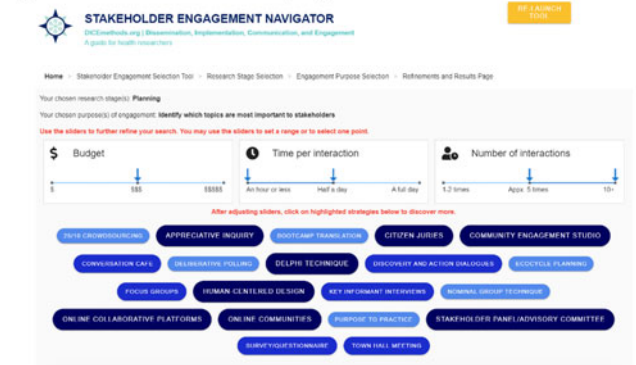 RE-LAUNCH TOOL
STAKEHOLDER ENGAGEMENT NAVIGATOR
DICEmethods.org | Dissemination, Implementation, Communication, and Engagement
A guide for health researchers
Home > Stakeholder Engagement Selection Tool > Research Stage Selection > Engagement Purpose Selection > Refinements and Results Page
Your chosen research stage(s): Planning
Your chosen purpose(s) of engagement: Identify which topics are most important to stakeholders
Use the sliders to further refine your search. You may use the sliders to set a range or to select one point.
$ Budget
$ $$$ $$$$$
Time per interaction
An hour or less Half a day A full day
Number of interactions
1-2 times Appx. 5 times 10+
After adjusting sliders, click on highlighted strategies below to discover more.
25/10 CROWDSOURCING APPRECIATIVE INQUIRY BOOTCAMP TRANSLATION CITIZEN JURIES COMMUNITY ENGAGEMENT STUDIO
CONVERSATION CAFE DELIBERATIVE POLLING DELPHI TECHNIQUE DISCOVERY AND ACTION DIALOGUES ECOCYCLE PLANNING
FOCUS GROUPS HUMAN CENTERED DESIGN KEY INFORMANT INTERVIEWS NOMINAL GROUP TECHNIQUE
ONLINE COLLABORATIVE PLATFORMS ONLINE COMMUNITIES PURPOSE TO PRACTICE STAKEHOLDER PANEL/ADVISORY COMMITTEE
SURVEY/QUESTIONNAIRE TOWN HALL MEETING